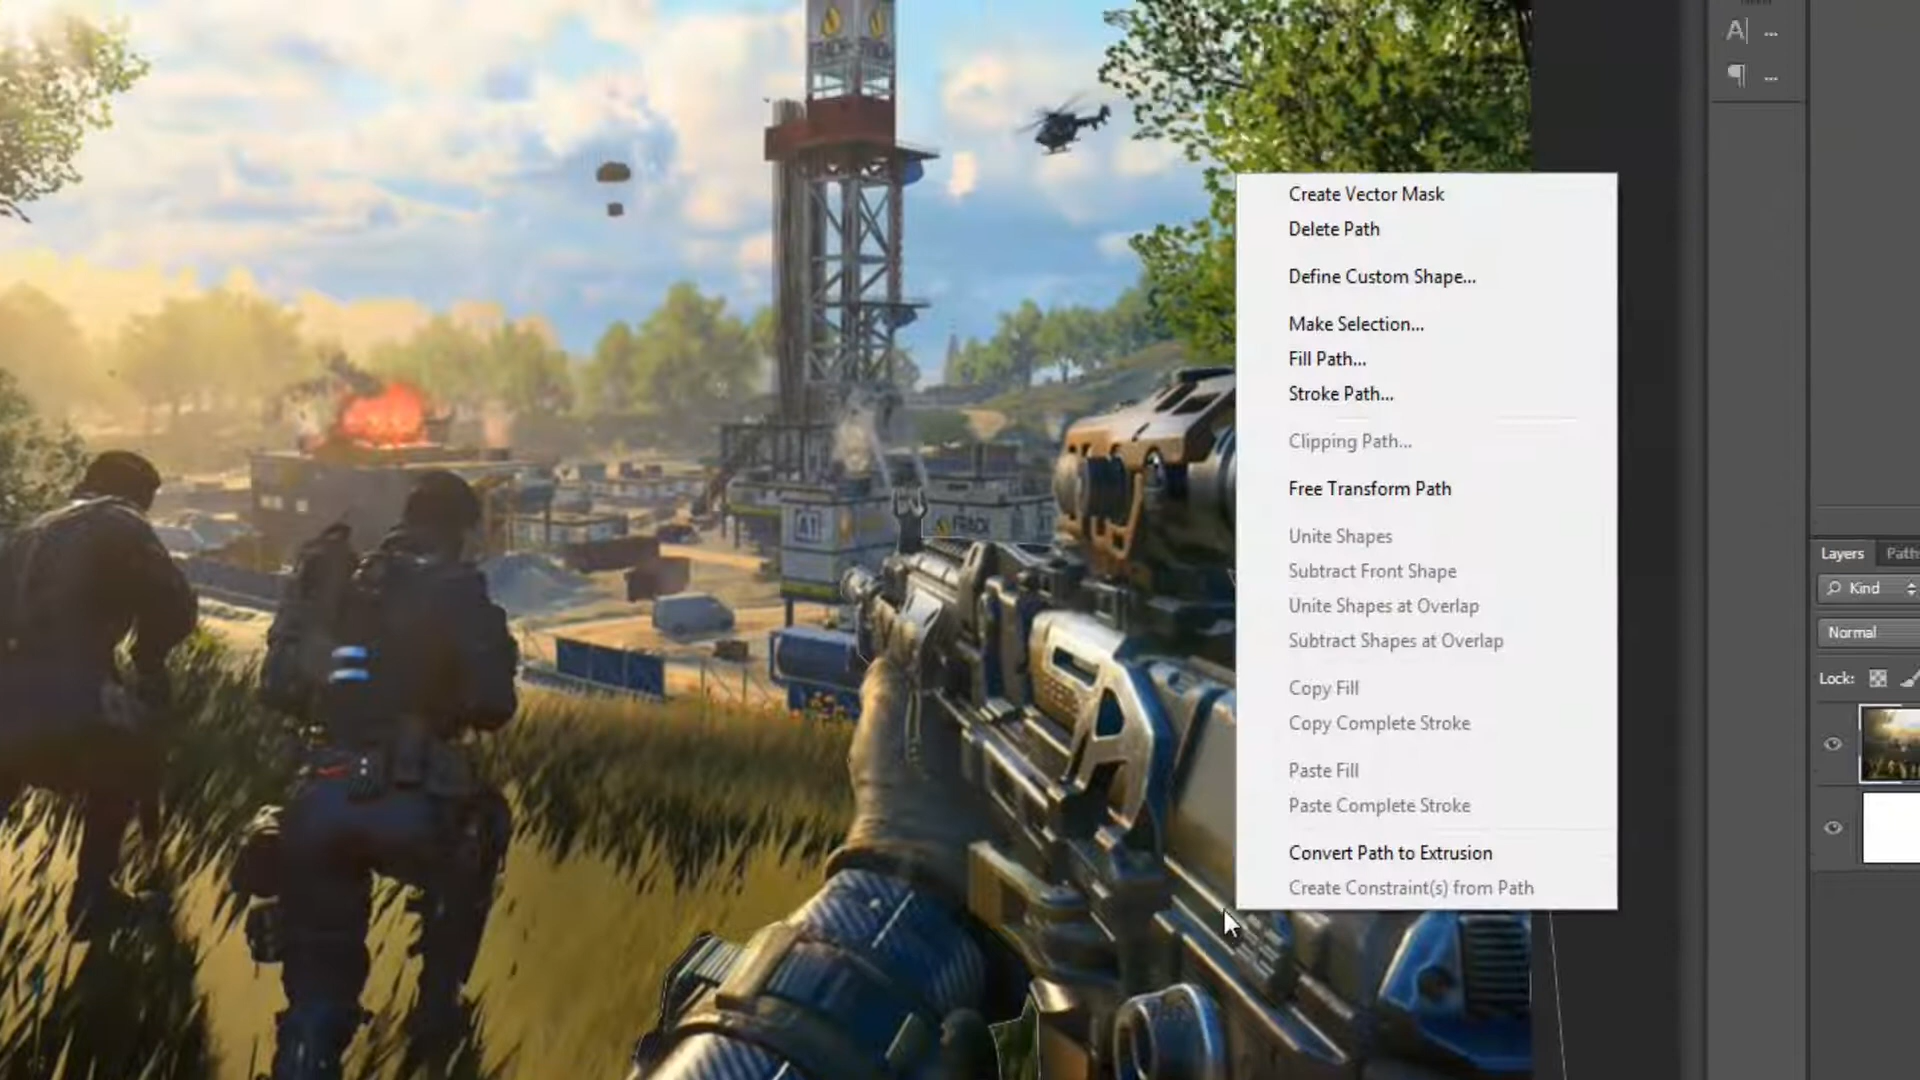 A|
...
...
Create Vector Mask
Delete Path
Define Custom Shape...
Make Selection...
Fill Path...
Stroke Path...
Clipping Path...
Free Transform Path
Unite Shapes
Subtract Front Shape
Unite Shapes at Overlap
Subtract Shapes at Overlap
Copy Fill
Copy Complete Stroke
Paste Fill
Paste Complete Stroke
Convert Path to Extrusion
Create Constraint(s) from Path
Layers Path
Kind
Normal
Lock:
A1